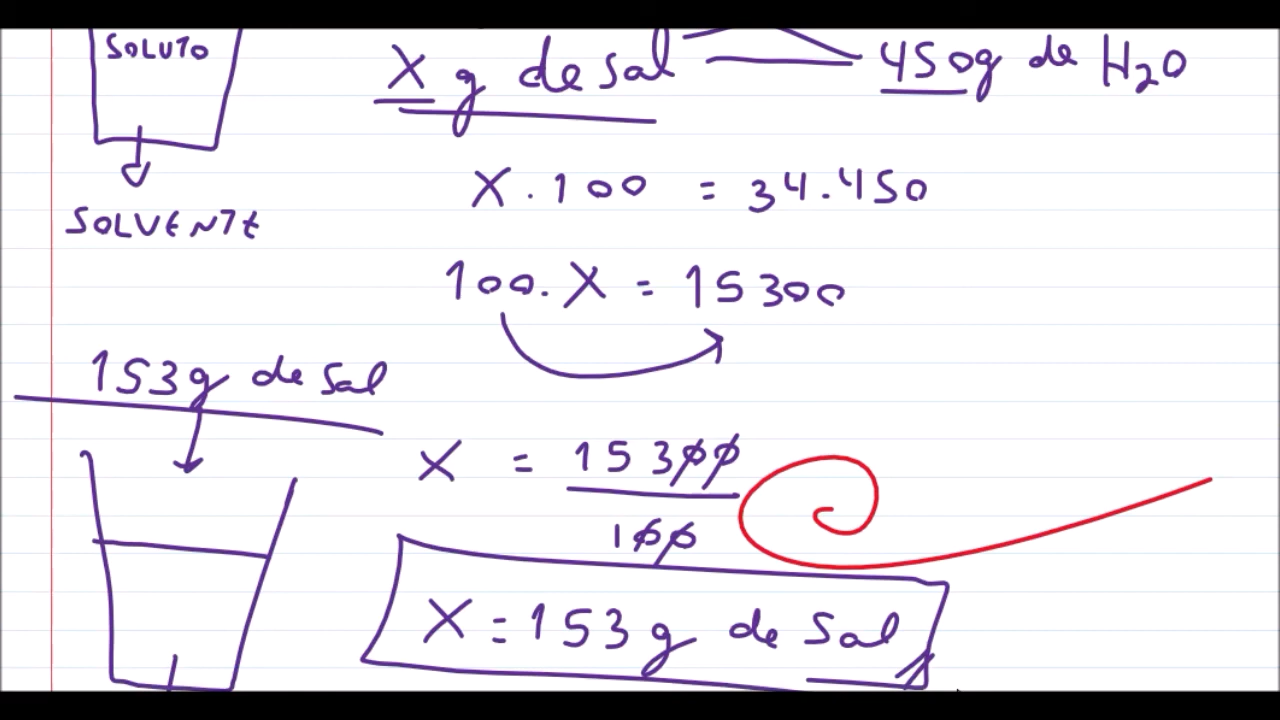 SOLUTO
X g de sal 450g de H2O
X . 100 = 34.450
SOLVENTE
100. X = 15300
153g de sal
X = 15300
100
X = 153 g de sal